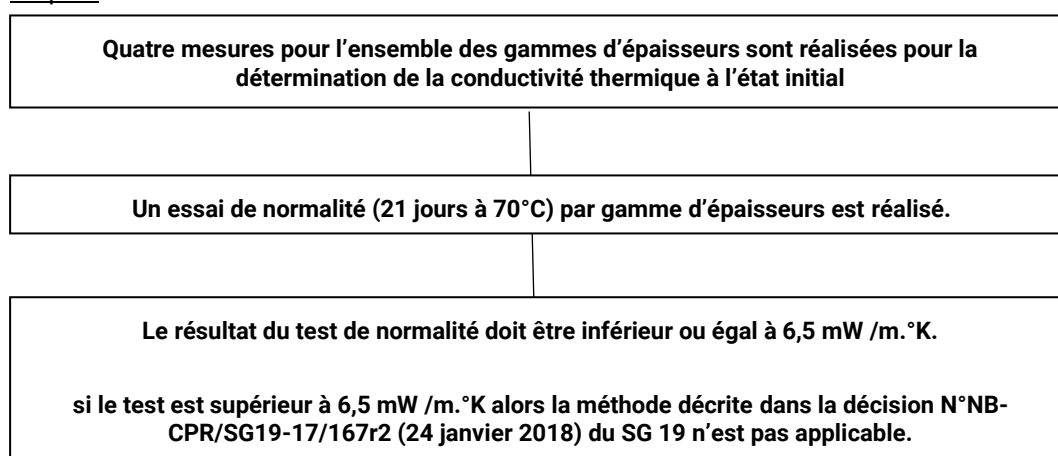 Quatre mesures pour l’ensemble des gammes d’épaisseurs sont réalisées pour la
détermination de la conductivité thermique à l’état initial
Un essai de normalité (21 jours à 70°C) par gamme d’épaisseurs est réalisé.
Le résultat du test de normalité doit être inférieur ou égal à 6,5 mW /m.°K.
si le test est supérieur à 6,5 mW /m.°K alors la méthode décrite dans la décision N°NB-
CPR/SG19-17/167r2 (24 janvier 2018) du SG 19 n’est pas applicable.